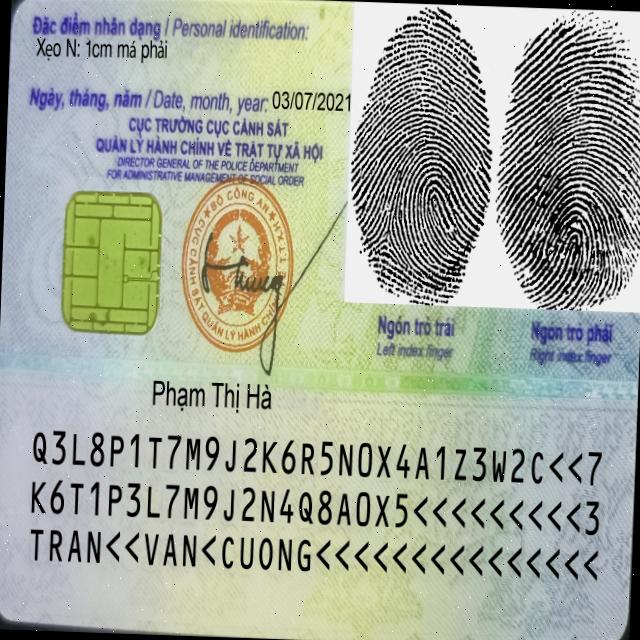 Đặc điểm nhân dạng / Personal identification:
Xẹo N: 1cm má phải
Ngày, tháng, năm / Date, month, year: 03/07/2021
CỤC TRƯỞNG CỤC CẢNH SÁT
QUẢN LÝ HÀNH CHÍNH VỀ TRẬT TỰ XÃ HỘI
DIRECTOR GENERAL OF THE POLICE DEPARTMENT
FOR ADMINISTRATIVE MANAGEMENT OF SOCIAL ORDER
BỘ CÔNG AN
CỤC CẢNH SÁT QUẢN LÝ HÀNH CHÍNH
Ngón trỏ trái
Left index finger
Ngón trỏ phải
Right index finger
Phạm Thị Hà
Q3L8P1T7M9J2K6R5N0X4A1Z3W2C<<7
K6T1P3L7M9J2N4Q8A0X5<<<<<<<<<3
TRAN<<VAN<CUONG<<<<<<<<<<<<<<<